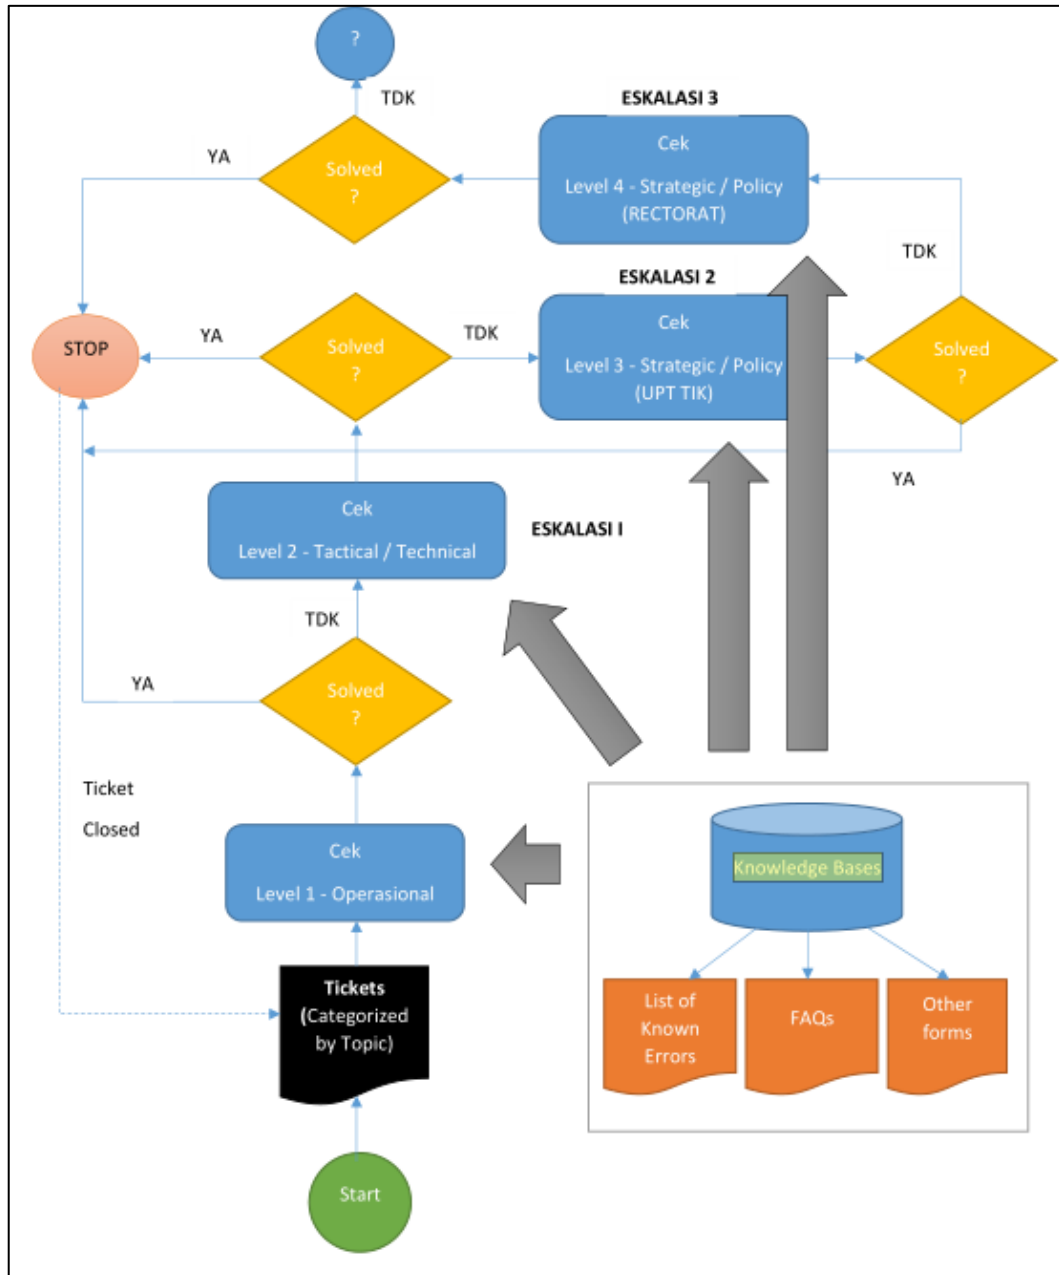 ?
TDK
ESKALASI 3
YA
Solved
?
Cek
Level 4 - Strategic / Policy
(RECTORAT)
TDK
ESKALASI 2
STOP
YA
Solved
?
TDK
Cek
Level 3 - Strategic / Policy
(UPT TIK)
Solved
?
YA
Cek
Level 2 - Tactical / Technical
ESKALASI I
TDK
YA
Solved
?
Ticket
Closed
Cek
Level 1 - Operasional
Knowledge Bases
Tickets
(Categorized
by Topic)
List of
Known
Errors
FAQs
Other
forms
Start